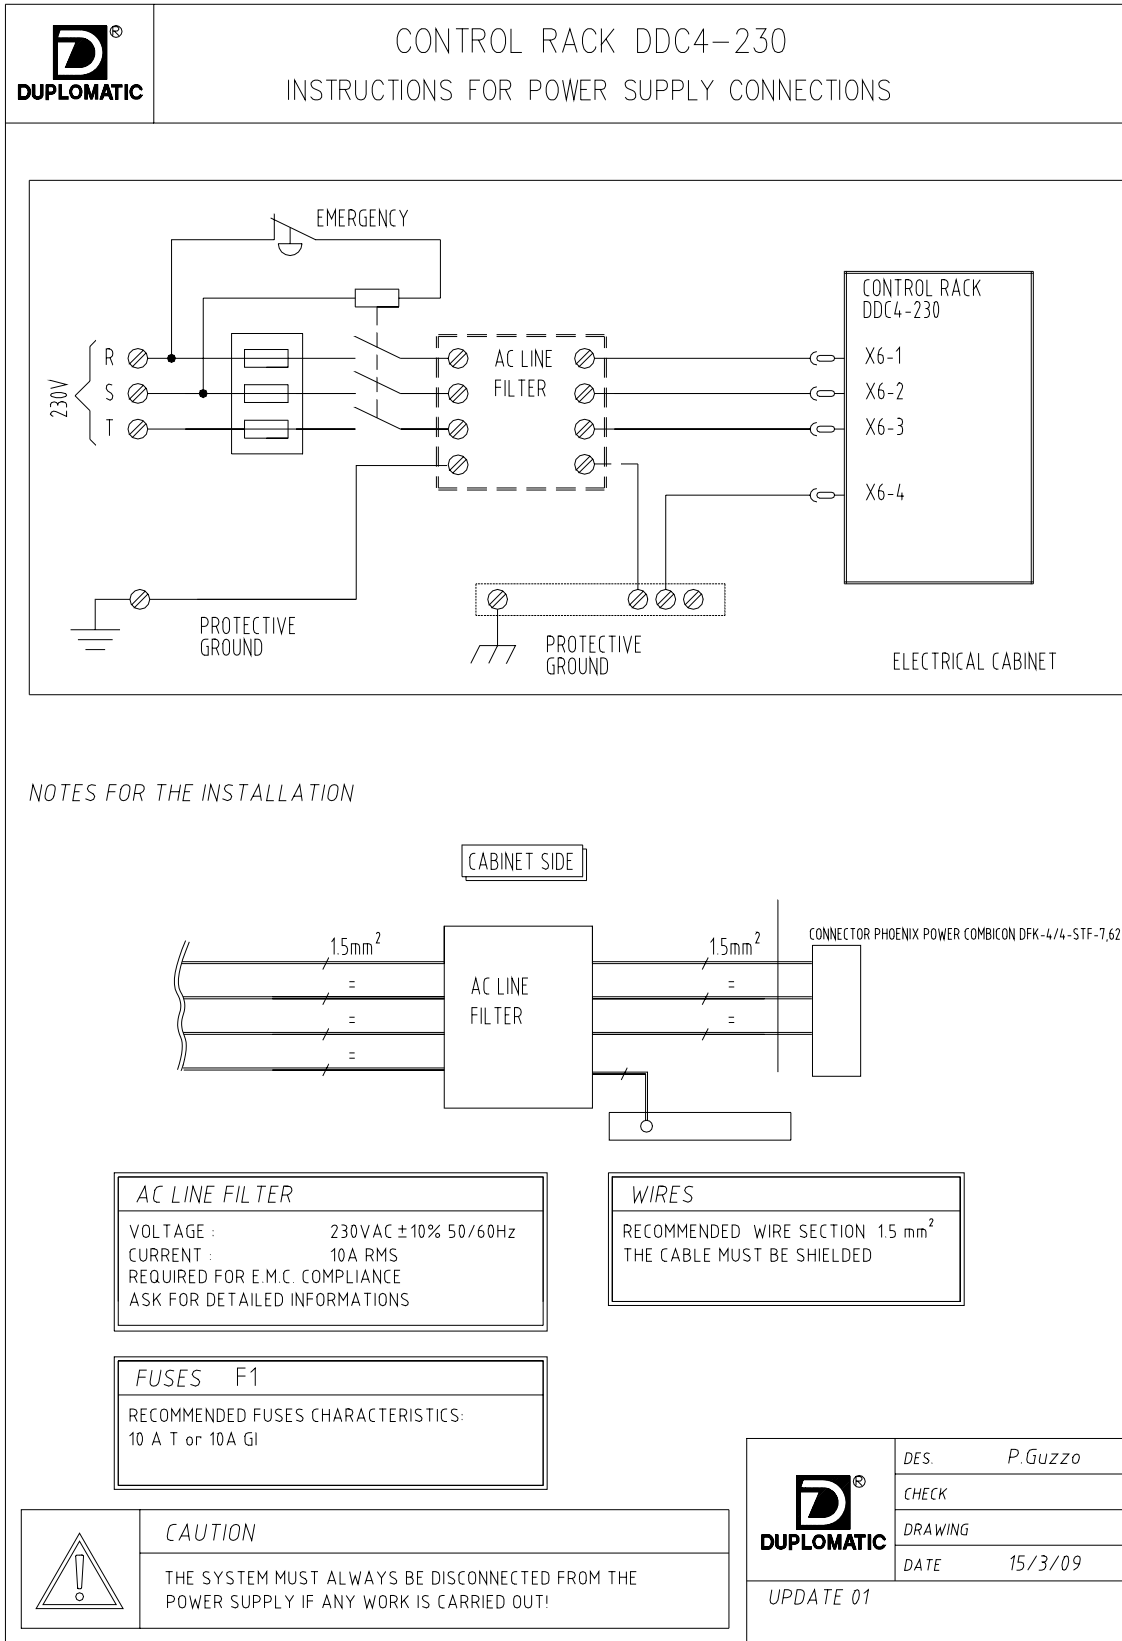 DUPLOMATIC ®
CONTROL RACK DDC4-230
INSTRUCTIONS FOR POWER SUPPLY CONNECTIONS
EMERGENCY
CONTROL RACK
DDC4-230
230V
R
S
T
AC LINE
FILTER
X6-1
X6-2
X6-3
X6-4
PROTECTIVE
GROUND
PROTECTIVE
GROUND
ELECTRICAL CABINET
NOTES FOR THE INSTALLATION
CABINET SIDE
1.5mm²
=
=
=
AC LINE
FILTER
1.5mm²
=
=
CONNECTOR PHOENIX POWER COMBICON DFK-4/4-STF-7,62
AC LINE FILTER
VOLTAGE : 230VAC ±10% 50/60Hz
CURRENT : 10A RMS
REQUIRED FOR E.M.C. COMPLIANCE
ASK FOR DETAILED INFORMATIONS
WIRES
RECOMMENDED WIRE SECTION 1.5 mm²
THE CABLE MUST BE SHIELDED
FUSES F1
RECOMMENDED FUSES CHARACTERISTICS:
10 A T or 10A Gl
CAUTION
THE SYSTEM MUST ALWAYS BE DISCONNECTED FROM THE
POWER SUPPLY IF ANY WORK IS CARRIED OUT!
DUPLOMATIC ®
DES. P.Guzzo
CHECK
DRAWING
DATE 15/3/09
UPDATE 01